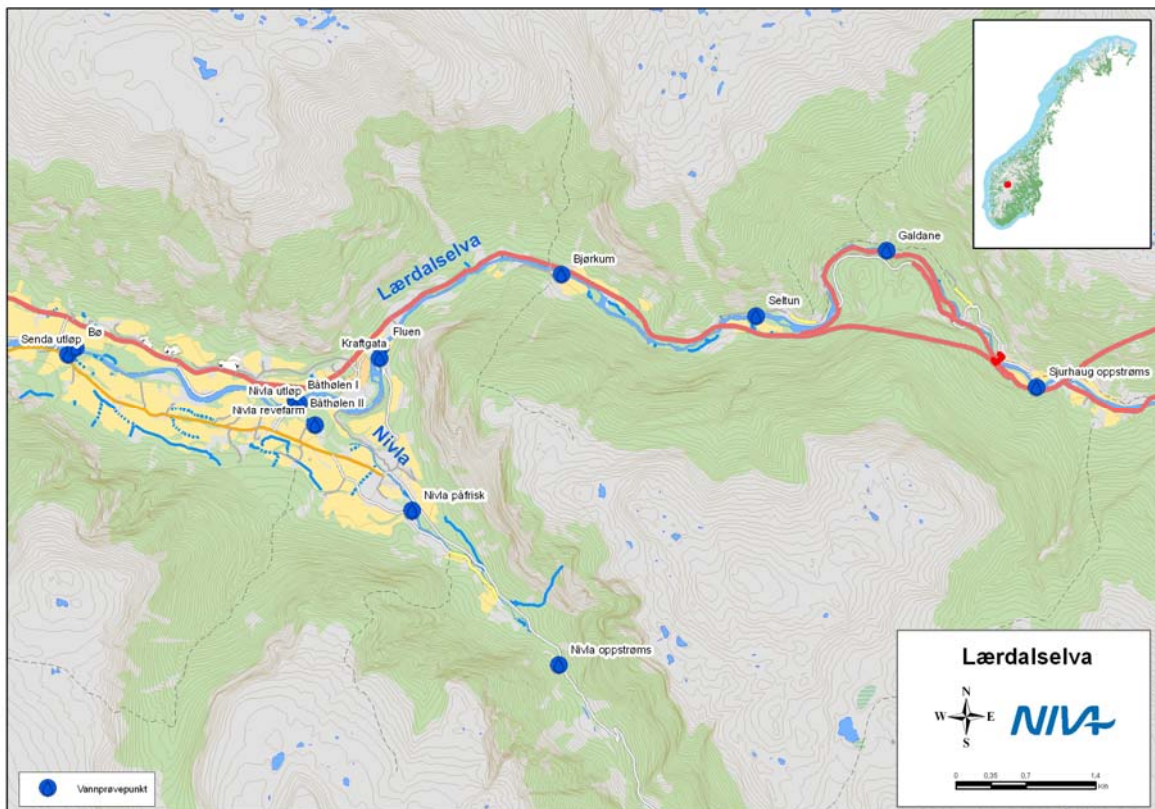 Galdane
Lærdalselva
Bjørkum
Seltun
Bø
Fluen
Senda utløp
Kraftgata
Båthølen I
Nivla utløp
Båthølen II
Nivla revefarm
Sjurhaug oppstrøms
Nivla
Nivla påfrisk
Nivla oppstrøms
Lærdalselva
N
W E
S
NIVA
0 0,35 0,7 1,4
km
Vannprøvepunkt